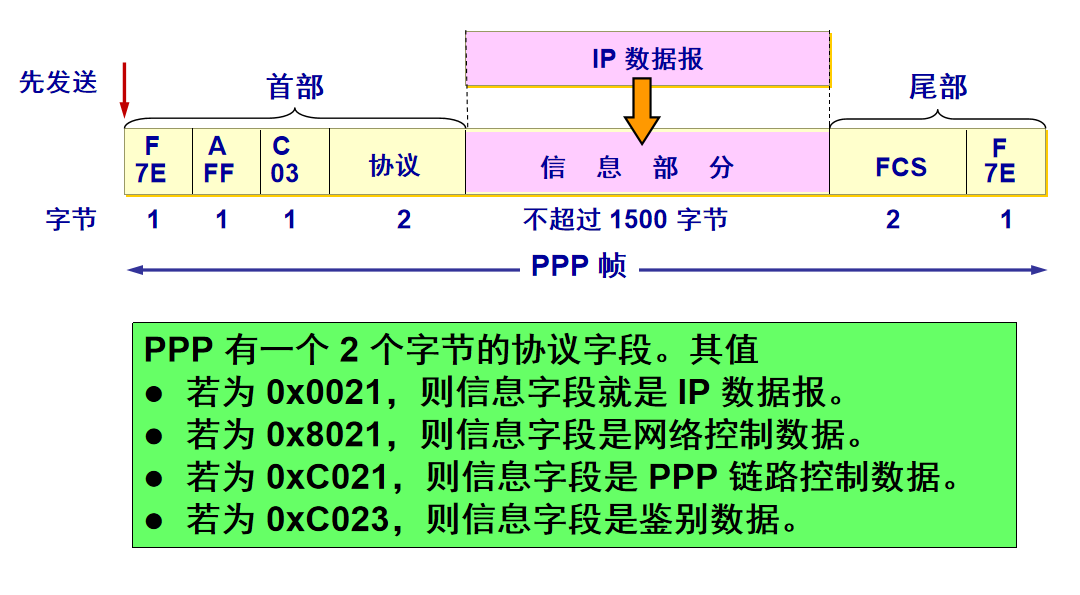 IP 数据报
先发送
首部
尾部
F A C F
7E FF 03 协议 信 息 部 分 FCS 7E
字节 1 1 1 2 不超过 1500 字节 2 1
PPP 帧
PPP 有一个 2 个字节的协议字段。其值
● 若为 0x0021，则信息字段就是 IP 数据报。
● 若为 0x8021，则信息字段是网络控制数据。
● 若为 0xC021，则信息字段是 PPP 链路控制数据。
● 若为 0xC023，则信息字段是鉴别数据。